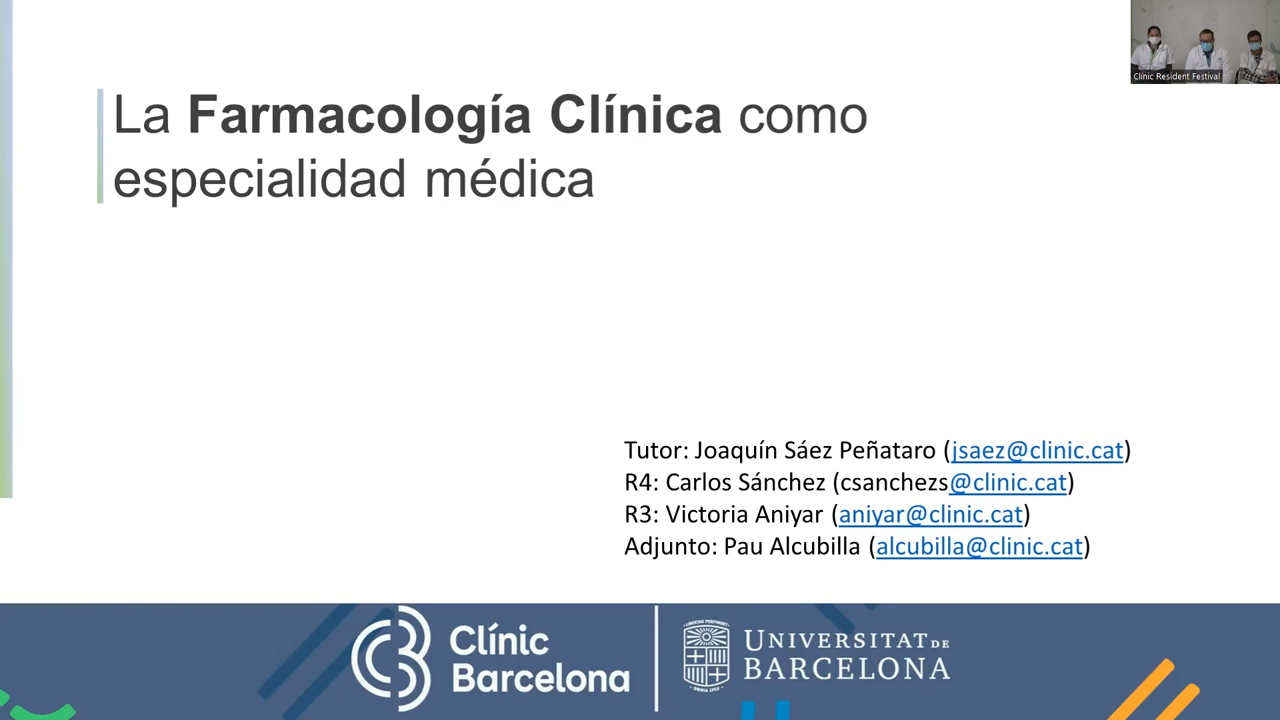 Clínic Resident Festival
La Farmacología Clínica como
especialidad médica
Tutor: Joaquín Sáez Peñataro (jsaez@clinic.cat)
R4: Carlos Sánchez (csanchezs@clinic.cat)
R3: Victoria Aniyar (aniyar@clinic.cat)
Adjunto: Pau Alcubilla (alcubilla@clinic.cat)
Clínic
Barcelona
UNIVERSITAT DE
BARCELONA